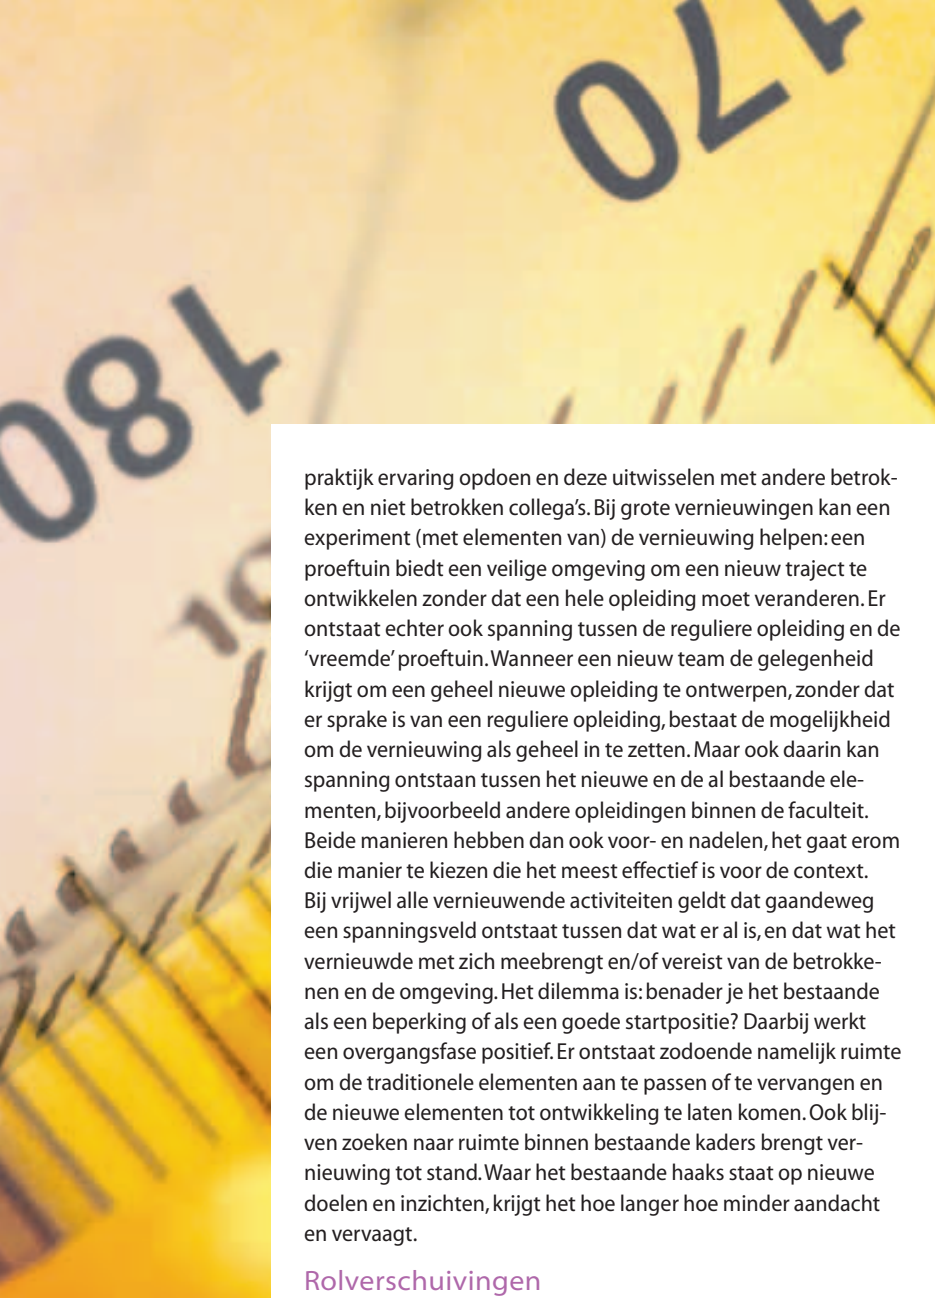 170
180
10
praktijk ervaring opdoen en deze uitwisselen met andere betrok-
ken en niet betrokken collega’s. Bij grote vernieuwingen kan een
experiment (met elementen van) de vernieuwing helpen: een
proeftuin biedt een veilige omgeving om een nieuw traject te
ontwikkelen zonder dat een hele opleiding moet veranderen. Er
ontstaat echter ook spanning tussen de reguliere opleiding en de
‘vreemde’ proeftuin. Wanneer een nieuw team de gelegenheid
krijgt om een geheel nieuwe opleiding te ontwerpen, zonder dat
er sprake is van een reguliere opleiding, bestaat de mogelijkheid
om de vernieuwing als geheel in te zetten. Maar ook daarin kan
spanning ontstaan tussen het nieuwe en de al bestaande ele-
menten, bijvoorbeeld andere opleidingen binnen de faculteit.
Beide manieren hebben dan ook voor- en nadelen, het gaat erom
die manier te kiezen die het meest effectief is voor de context.
Bij vrijwel alle vernieuwende activiteiten geldt dat gaandeweg
een spanningsveld ontstaat tussen dat wat er al is, en dat wat het
vernieuwde met zich meebrengt en/of vereist van de betrokke-
nen en de omgeving. Het dilemma is: benader je het bestaande
als een beperking of als een goede startpositie? Daarbij werkt
een overgangsfase positief. Er ontstaat zodoende namelijk ruimte
om de traditionele elementen aan te passen of te vervangen en
de nieuwe elementen tot ontwikkeling te laten komen. Ook blij-
ven zoeken naar ruimte binnen bestaande kaders brengt ver-
nieuwing tot stand. Waar het bestaande haaks staat op nieuwe
doelen en inzichten, krijgt het hoe langer hoe minder aandacht
en vervaagt.
Rolverschuivingen